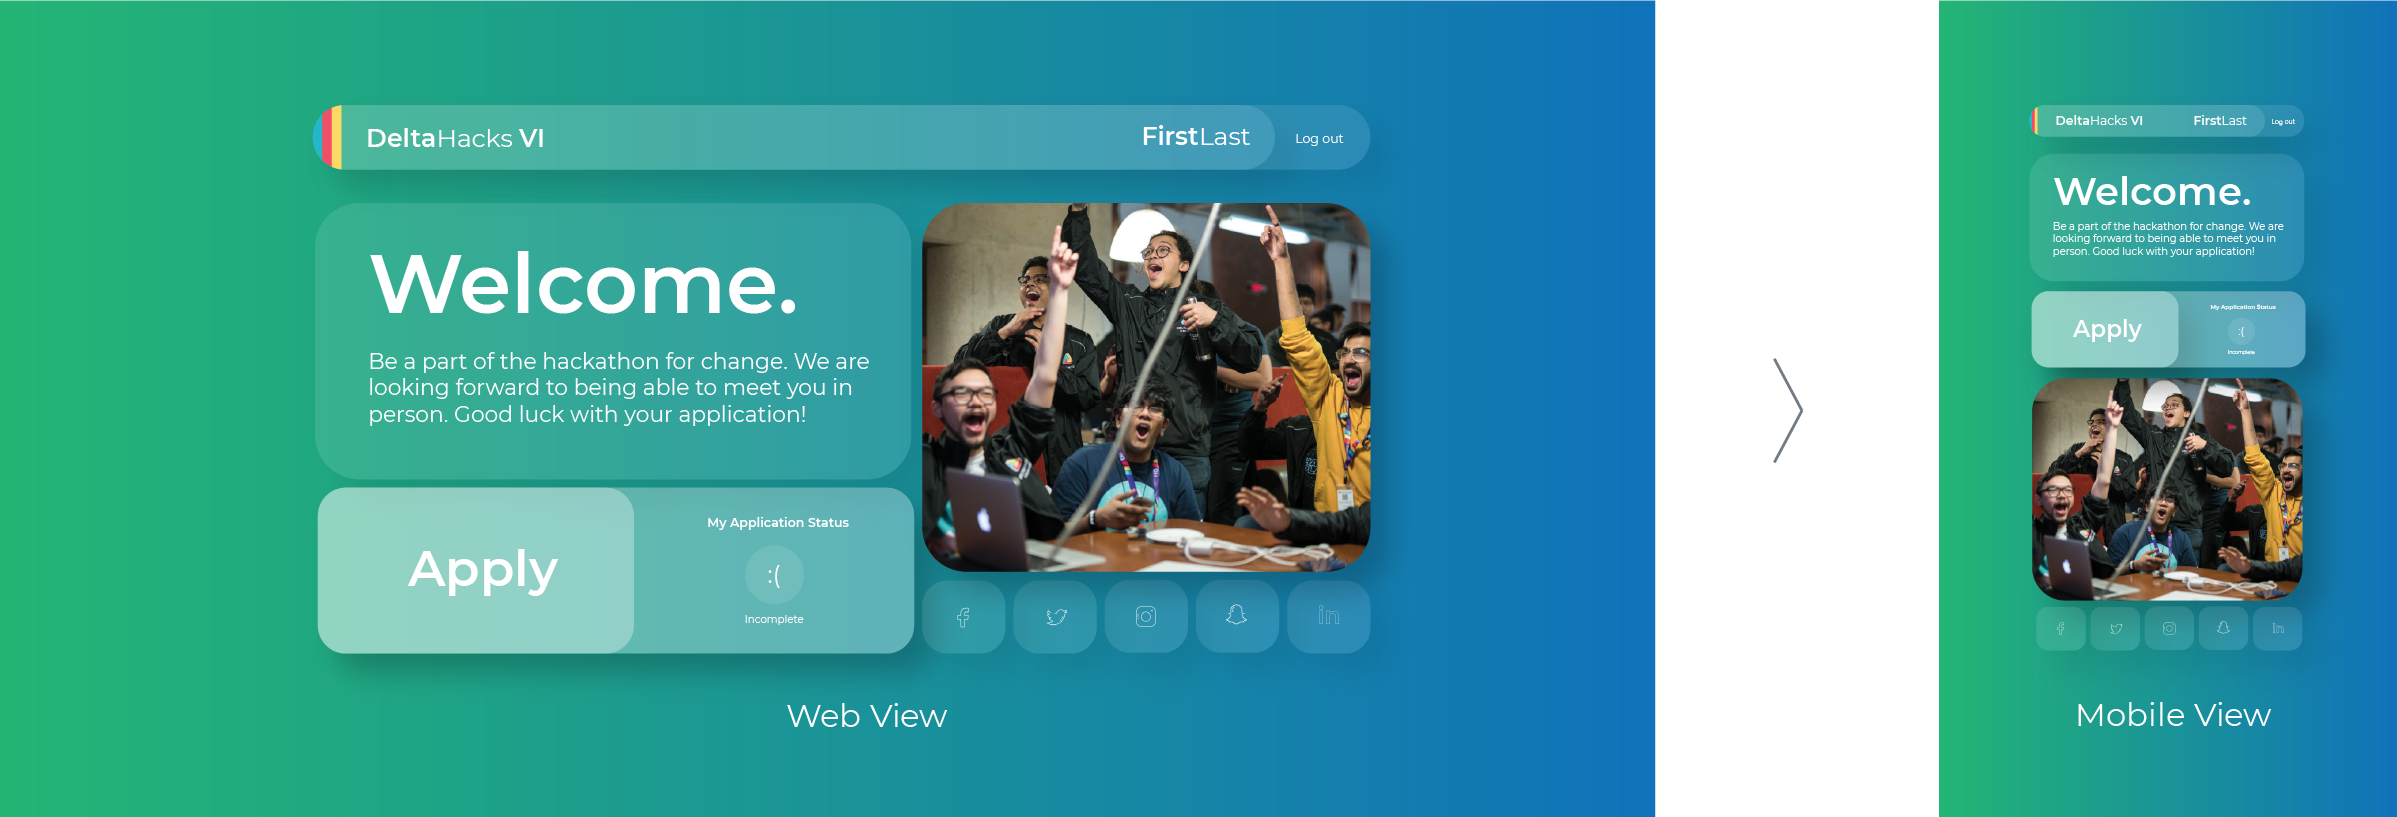 DeltaHacks VI
FirstLast
Log out
Welcome.
Be a part of the hackathon for change. We are
looking forward to being able to meet you in
person. Good luck with your application!
Apply
My Application Status
:(
Incomplete
Web View
DeltaHacks VI
FirstLast
Log out
Welcome.
Be a part of the hackathon for change. We are
looking forward to being able to meet you in
person. Good luck with your application!
Apply
My Application Status
:(
Incomplete
Mobile View